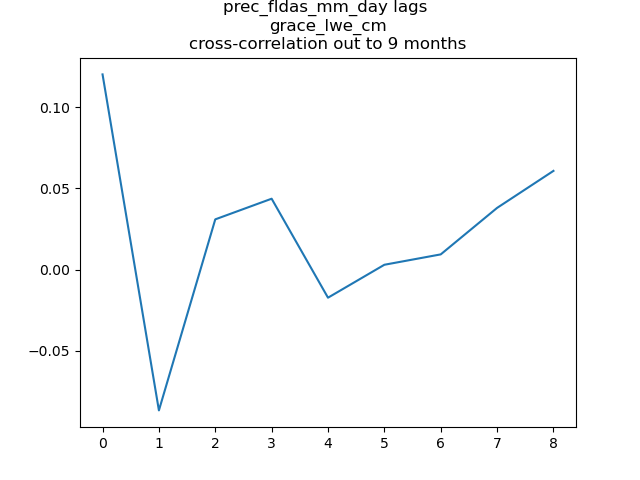 prec_fldas_mm_day lags
grace_lwe_cm
cross-correlation out to 9 months
0.10
0.05
0.00
−0.05
0 1 2 3 4 5 6 7 8